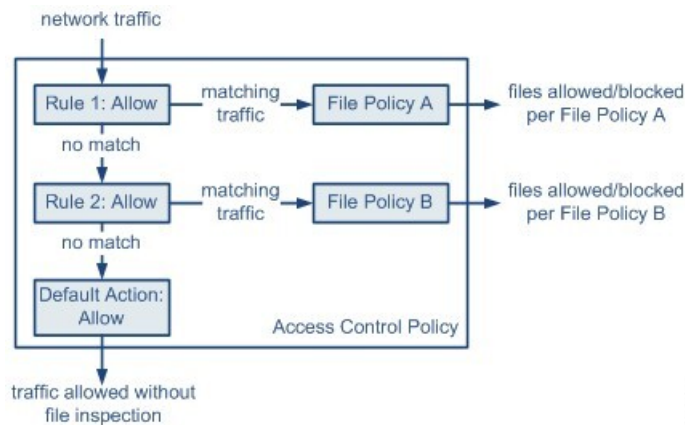 network traffic
Rule 1: Allow
matching
traffic
File Policy A
files allowed/blocked
per File Policy A
no match
Rule 2: Allow
matching
traffic
File Policy B
files allowed/blocked
per File Policy B
no match
Default Action:
Allow
Access Control Policy
traffic allowed without
file inspection